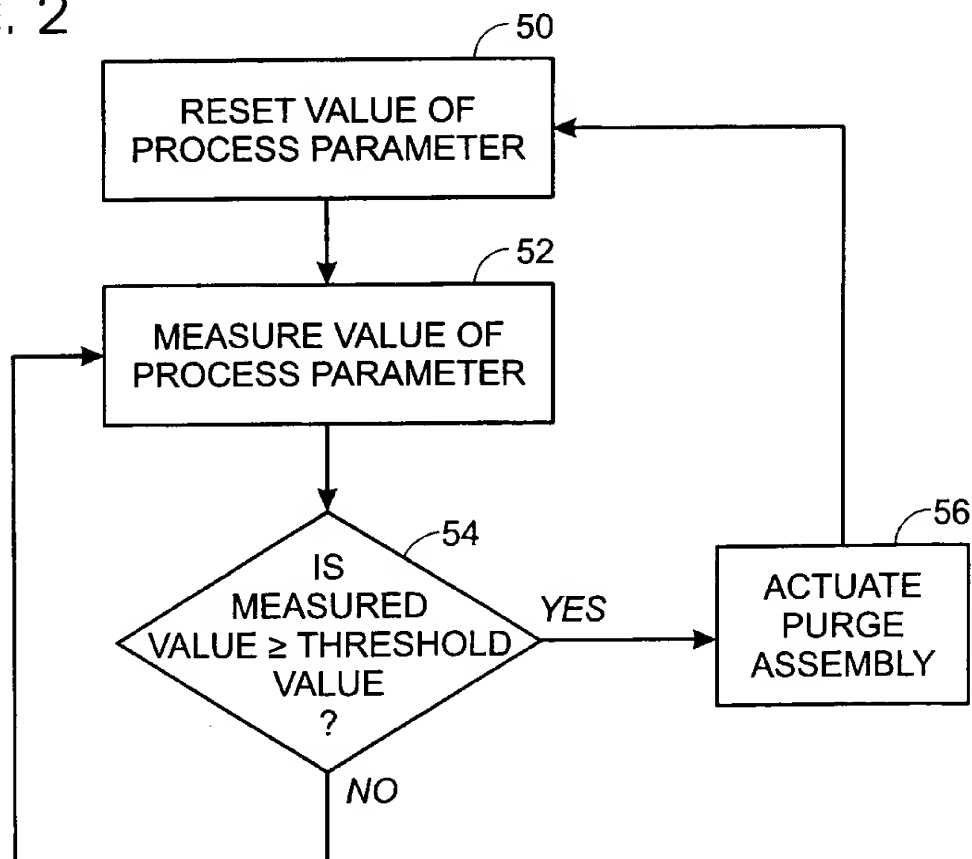 . 2
50
RESET VALUE OF
PROCESS PARAMETER
52
MEASURE VALUE OF
PROCESS PARAMETER
54
IS
MEASURED
VALUE ≥ THRESHOLD
VALUE
?
YES
56
ACTUATE
PURGE
ASSEMBLY
NO